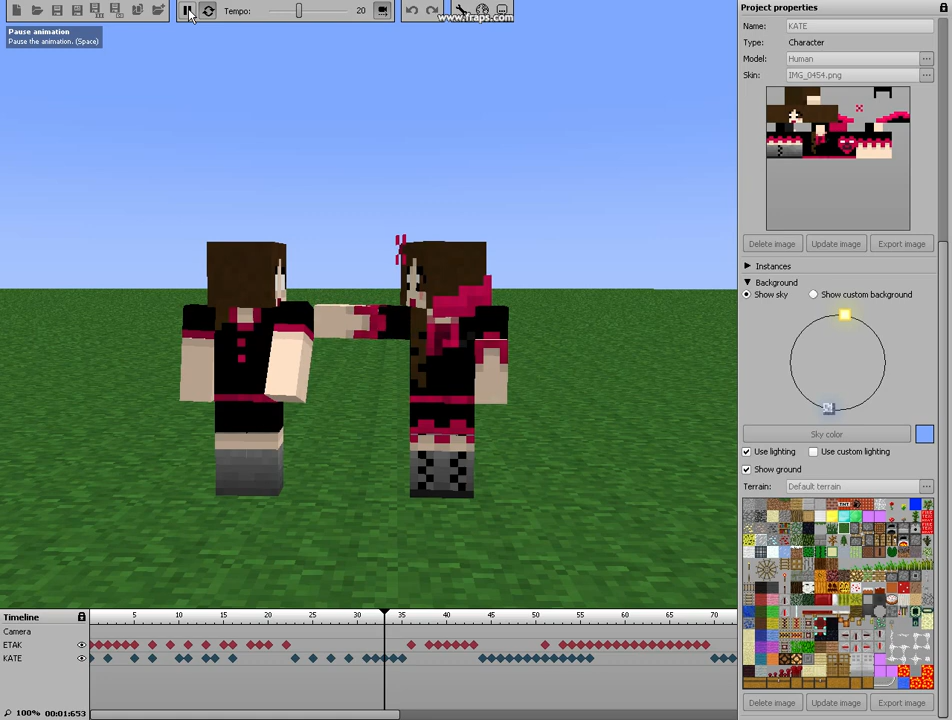 Tempo: 20
www.fraps.com
Pause animation
Pause the animation. (Space)
Project properties
Name: KATE
Type: Character
Model: Human
Skin: IMG_0454.png
Delete image Update image Export image
Instances
Background
Show sky Show custom background
Sky color
Use lighting Use custom lighting
Show ground
Terrain: Default terrain
Delete image Update image Export image
Timeline 5 10 15 20 25 30 35 40 45 50 55 60 65 70
Camera
ETAK
KATE
100% 00:01:653